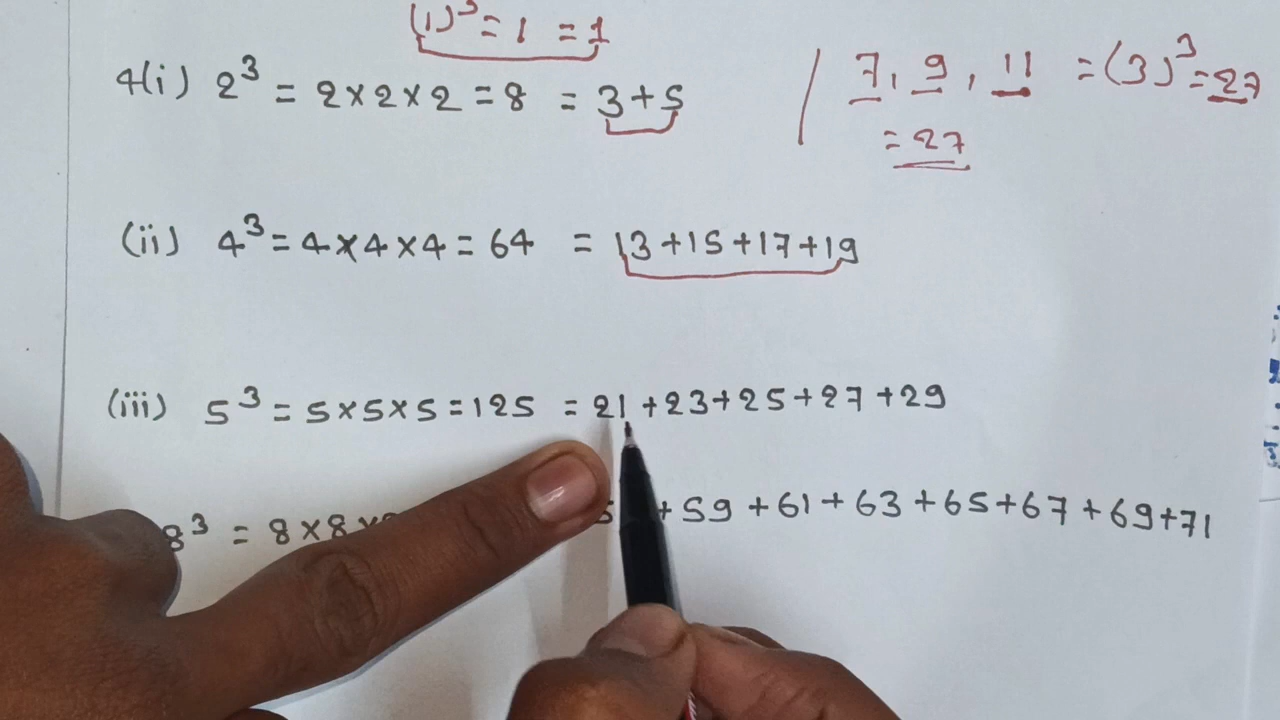 (1)³ = 1 = 1
4(i) 2³ = 2×2×2 = 8 = 3+5
7, 9, 11 = (3)³ = 27
= 27
(ii) 4³ = 4×4×4 = 64 = 13+15+17+19
(iii) 5³ = 5×5×5 = 125 = 21+23+25+27+29
8³ = 8×8× +59+61+63+65+67+69+71